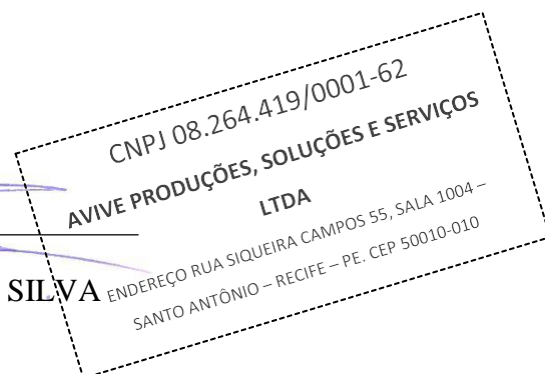 CNPJ 08.264.419/0001-62
AVIVE PRODUÇÕES, SOLUÇÕES E SERVIÇOS
LTDA
ENDEREÇO RUA SIQUEIRA CAMPOS 55, SALA 1004 –
SANTO ANTÔNIO – RECIFE – PE. CEP 50010-010
SILVA